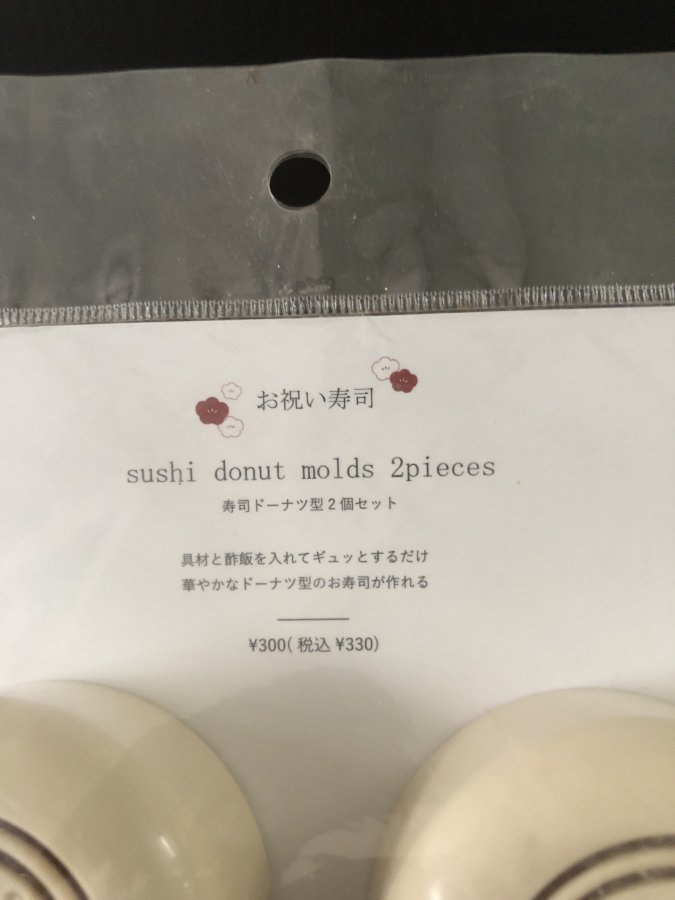 お祝い寿司
sushi donut molds 2pieces
寿司ドーナツ型2個セット
具材と酢飯を入れてギュッとするだけ
華やかなドーナツ型のお寿司が作れる
¥300(税込¥330)